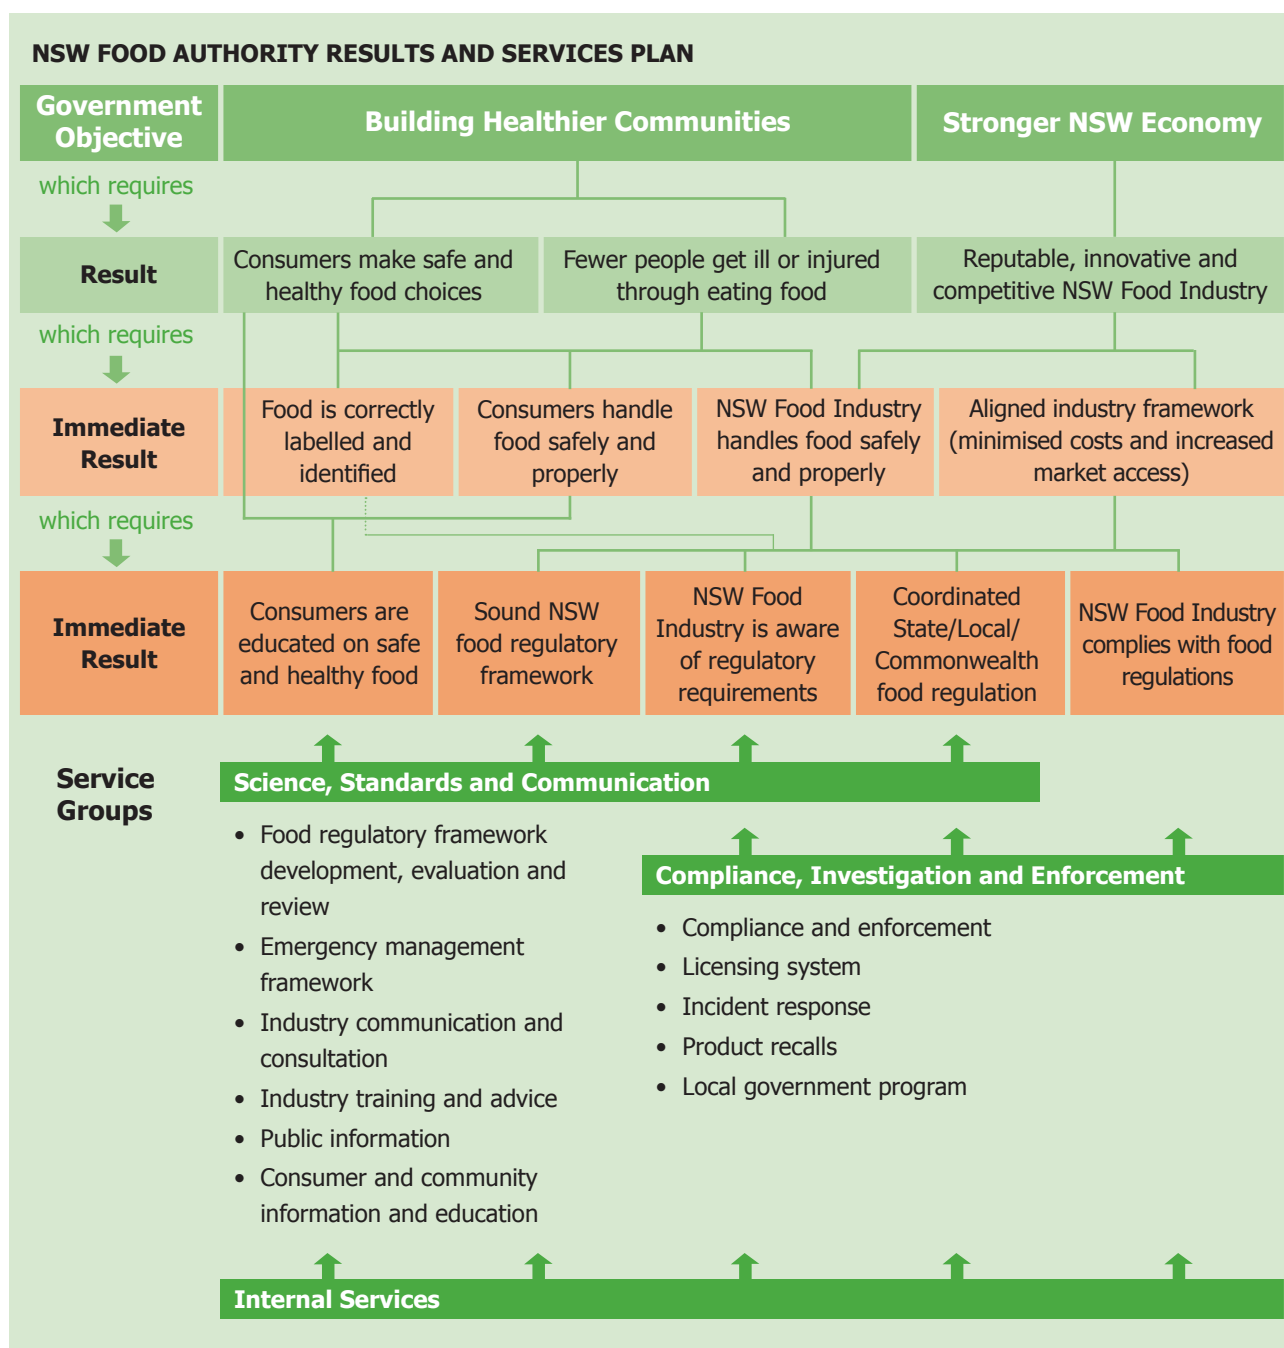 NSW FOOD AUTHORITY RESULTS AND SERVICES PLAN
Government
Objective
Building Healthier Communities
Stronger NSW Economy
which requires
Result
Consumers make safe and
healthy food choices
Fewer people get ill or injured
through eating food
Reputable, innovative and
competitive NSW Food Industry
which requires
Immediate
Result
Food is correctly
labelled and
identified
Consumers handle
food safely and
properly
NSW Food Industry
handles food safely
and properly
Aligned industry framework
(minimised costs and increased
market access)
which requires
Immediate
Result
Consumers are
educated on safe
and healthy food
Sound NSW
food regulatory
framework
NSW Food
Industry is aware
of regulatory
requirements
Coordinated
State/Local/
Commonwealth
food regulation
NSW Food Industry
complies with food
regulations
Service
Groups
Science, Standards and Communication
• Food regulatory framework
development, evaluation and
review
• Emergency management
framework
• Industry communication and
consultation
• Industry training and advice
• Public information
• Consumer and community
information and education
Compliance, Investigation and Enforcement
• Compliance and enforcement
• Licensing system
• Incident response
• Product recalls
• Local government program
Internal Services